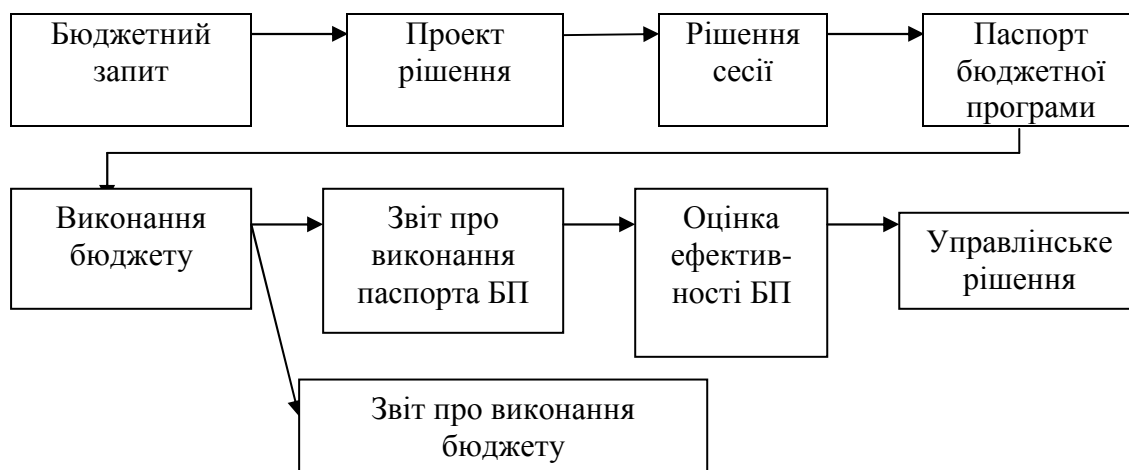 Бюджетний
запит
Проект
рішення
Рішення
сесії
Паспорт
бюджетної
програми
Виконання
бюджету
Звіт про
виконання
паспорта БП
Оцінка
ефектив-
ності БП
Управлінське
рішення
Звіт про виконання
бюджету